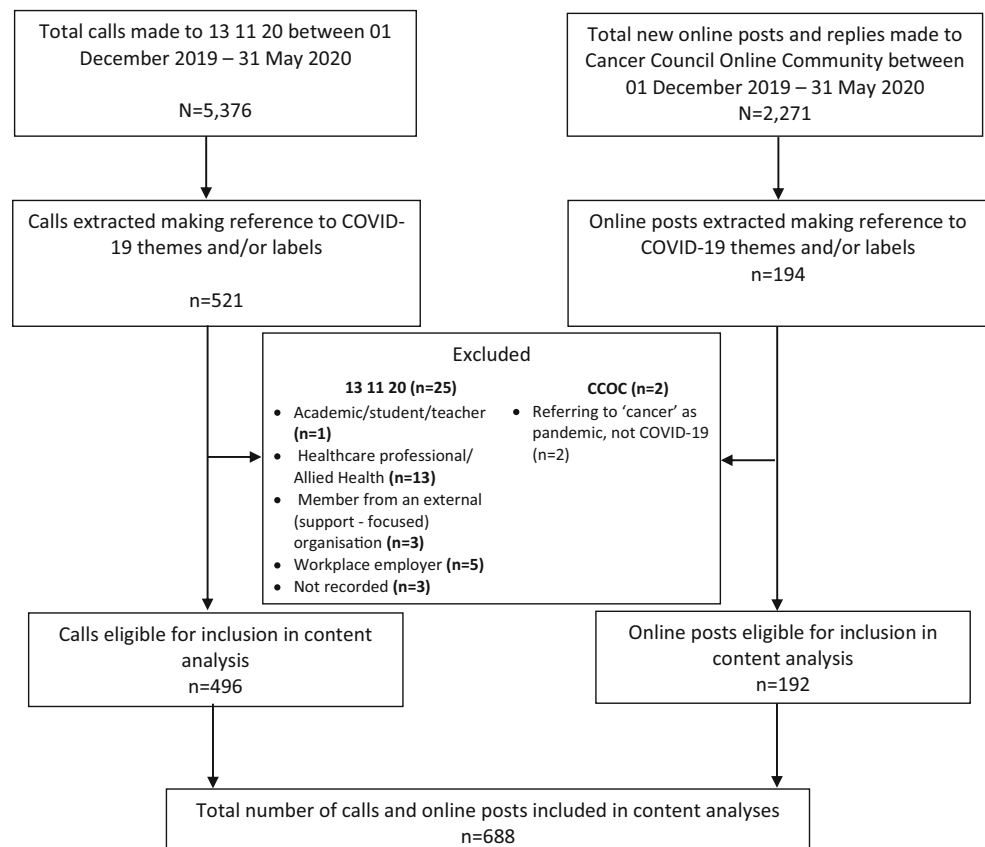 Total calls made to 13 11 20 between 01
December 2019 – 31 May 2020
N=5,376
Total new online posts and replies made to
Cancer Council Online Community between
01 December 2019 – 31 May 2020
N=2,271
Calls extracted making reference to COVID-
19 themes and/or labels
n=521
Online posts extracted making reference to
COVID-19 themes and/or labels
n=194
Excluded
13 11 20 (n=25)
• Academic/student/teacher
(n=1)
• Healthcare professional/
Allied Health (n=13)
• Member from an external
(support - focused)
organisation (n=3)
• Workplace employer (n=5)
• Not recorded (n=3)
CCOC (n=2)
• Referring to ‘cancer’ as
pandemic, not COVID-19
(n=2)
Calls eligible for inclusion in content
analysis
n=496
Online posts eligible for inclusion in
content analysis
n=192
Total number of calls and online posts included in content analyses
n=688